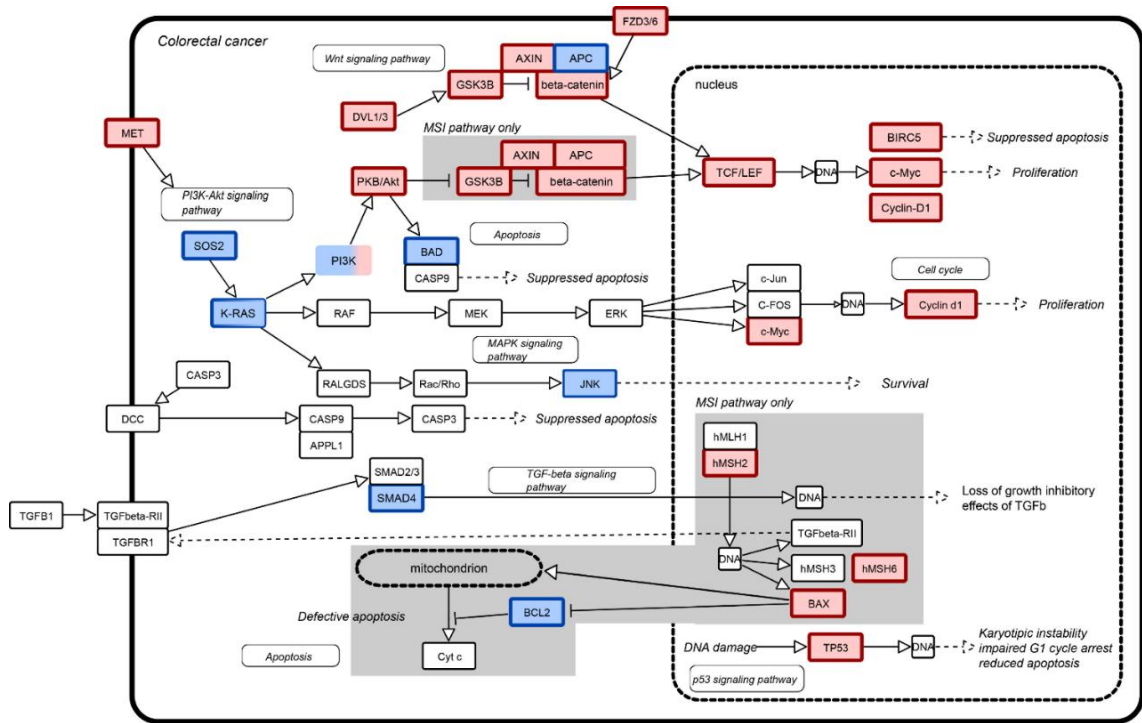 FZD3/6
Colorectal cancer
Wnt signaling pathway
AXIN
APC
nucleus
GSK3B
beta-catenin
DVL1/3
MSI pathway only
MET
BIRC5
Suppressed apoptosis
AXIN
APC
PKB/Akt
GSK3B
beta-catenin
TCF/LEF
DNA
c-Myc
Proliferation
PI3K-Akt signaling
pathway
Cyclin-D1
SOS2
Apoptosis
PI3K
BAD
CASP9
Suppressed apoptosis
c-Jun
Cell cycle
K-RAS
RAF
MEK
ERK
C-FOS
DNA
Cyclin d1
Proliferation
c-Myc
MAPK signaling
pathway
CASP3
RALGDS
Rac/Rho
JNK
Survival
MSI pathway only
DCC
CASP9
CASP3
Suppressed apoptosis
APPL1
hMLH1
hMSH2
SMAD2/3
TGF-beta signaling
pathway
SMAD4
DNA
Loss of growth inhibitory
effects of TGFb
TGFB1
TGFbeta-RII
TGFBR1
TGFbeta-RII
DNA
hMSH3
hMSH6
mitochondrion
BAX
Defective apoptosis
BCL2
Apoptosis
Cyt c
DNA damage
TP53
DNA
Karyotipic instability
impaired G1 cycle arrest
reduced apoptosis
p53 signaling pathway